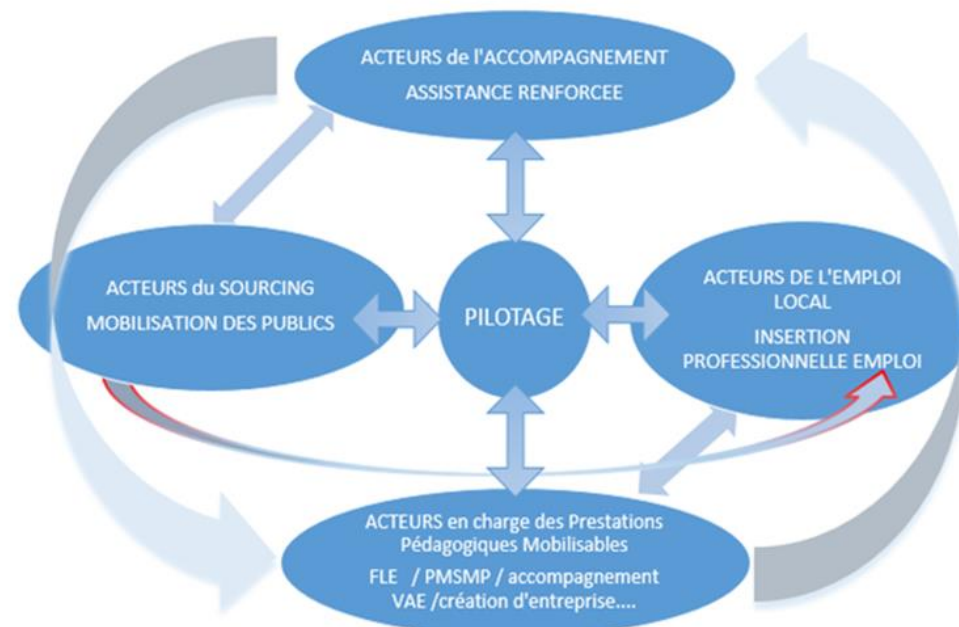 ACTEURS de l'ACCOMPAGNEMENT
ASSISTANCE RENFORCEE
ACTEURS du SOURCING
MOBILISATION DES PUBLICS
PILOTAGE
ACTEURS DE L'EMPLOI
LOCAL
INSERTION
PROFESSIONNELLE EMPLOI
ACTEURS en charge des Prestations
Pédagogiques Mobilisables
FLE / PMSMP / accompagnement
VAE /création d'entreprise....